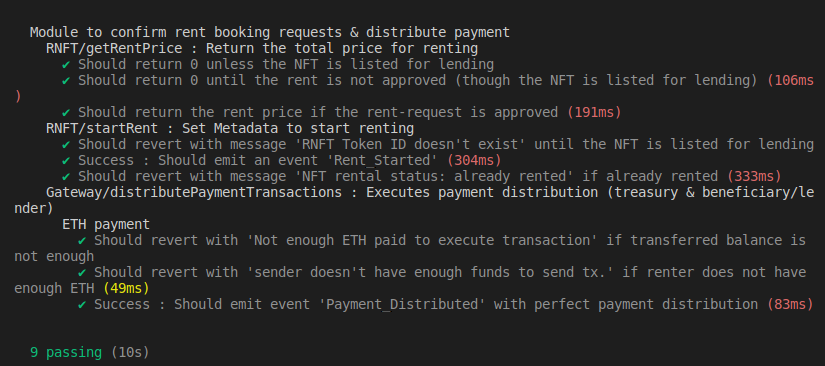 Module to confirm rent booking requests & distribute payment
RNFT/getRentPrice : Return the total price for renting
✔ Should return 0 unless the NFT is listed for lending
✔ Should return 0 until the rent is not approved (though the NFT is listed for lending) (106ms
)
✔ Should return the rent price if the rent-request is approved (191ms)
RNFT/startRent : Set Metadata to start renting
✔ Should revert with message 'RNFT Token ID doesn't exist' until the NFT is listed for lending
✔ Success : Should emit an event 'Rent_Started' (304ms)
✔ Should revert with message 'NFT rental status: already rented' if already rented (333ms)
Gateway/distributePaymentTransactions : Executes payment distribution (treasury & beneficiary/le
nder)
ETH payment
✔ Should revert with 'Not enough ETH paid to execute transaction' if transferred balance is
not enough
✔ Should revert with 'sender doesn't have enough funds to send tx.' if renter does not have
enough ETH (49ms)
✔ Success : Should emit event 'Payment_Distributed' with perfect payment distribution (83ms)
9 passing (10s)